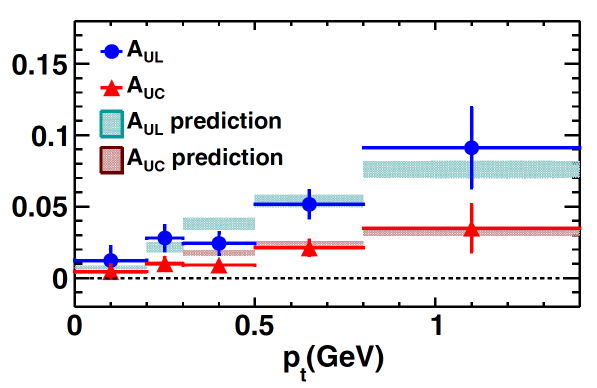 0.15
0.1
0.05
0
A_UL
A_UC
A_UL prediction
A_UC prediction
0 0.5 1
p_t(GeV)